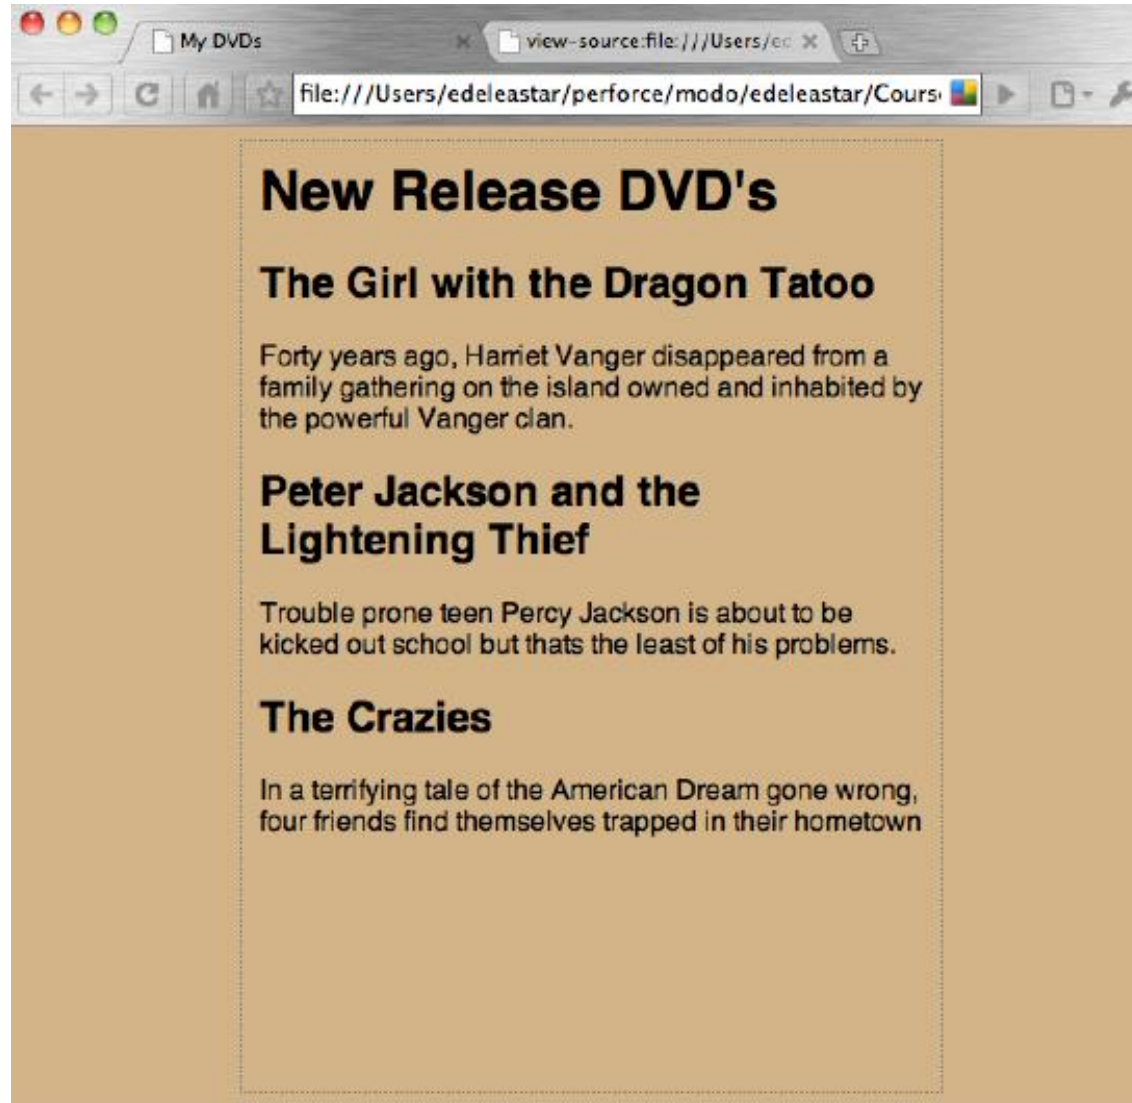 My DVDs
view-source:file:///Users/ec
file:///Users/edeleastar/perforce/modo/edeleastar/Cours
New Release DVD's
The Girl with the Dragon Tatoo
Forty years ago, Harriet Vanger disappeared from a
family gathering on the island owned and inhabited by
the powerful Vanger clan.
Peter Jackson and the
Lightening Thief
Trouble prone teen Percy Jackson is about to be
kicked out school but thats the least of his problems.
The Crazies
In a terrifying tale of the American Dream gone wrong,
four friends find themselves trapped in their hometown